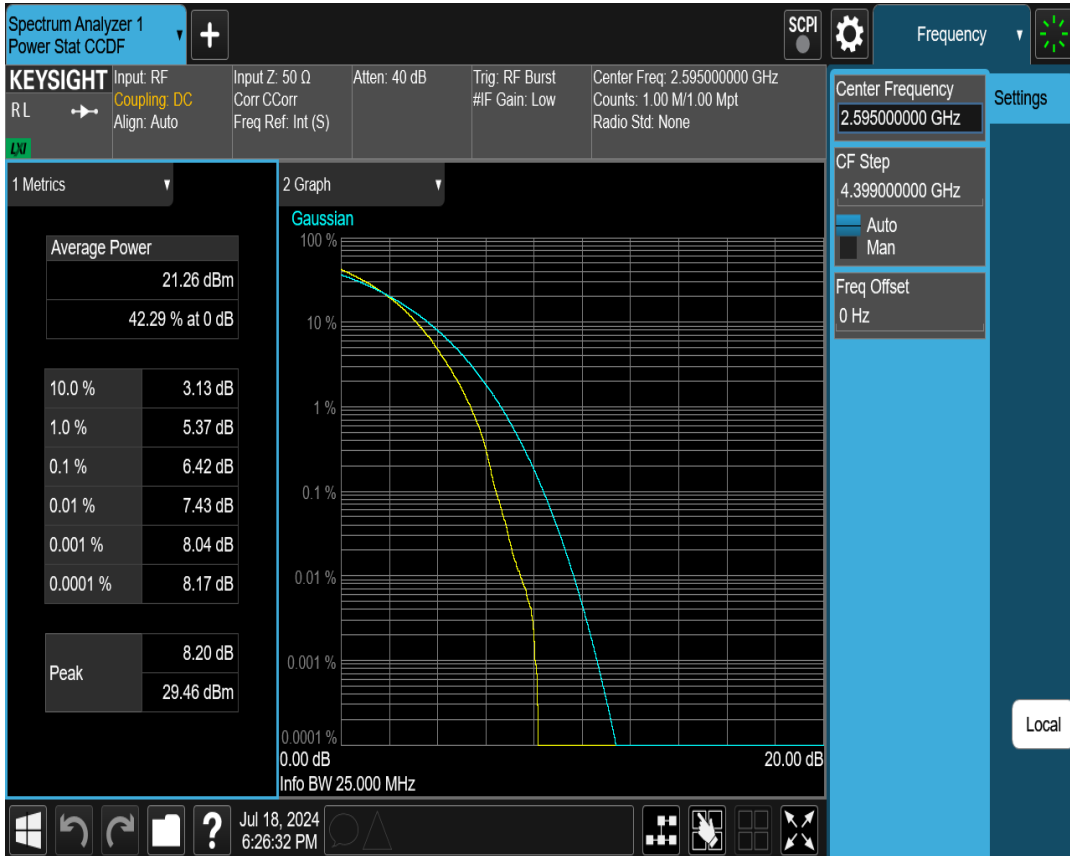 Spectrum Analyzer 1
Power Stat CCDF
+
SCPI
Frequency
KEYSIGHT
R L
LXI
Input: RF
Coupling: DC
Align: Auto
Input Z: 50 Ω
Corr CCorr
Freq Ref: Int (S)
Atten: 40 dB
Trig: RF Burst
#IF Gain: Low
Center Freq: 2.595000000 GHz
Counts: 1.00 M/1.00 Mpt
Radio Std: None
Center Frequency
2.595000000 GHz
Settings
CF Step
4.399000000 GHz
Auto
Man
Freq Offset
0 Hz
1 Metrics
Average Power
21.26 dBm
42.29 % at 0 dB
10.0 % 3.13 dB
1.0 % 5.37 dB
0.1 % 6.42 dB
0.01 % 7.43 dB
0.001 % 8.04 dB
0.0001 % 8.17 dB
Peak
8.20 dB
29.46 dBm
2 Graph
Gaussian
100 %
10 %
1 %
0.1 %
0.01 %
0.001 %
0.0001 %
0.00 dB 20.00 dB
Info BW 25.000 MHz
Local
?
Jul 18, 2024
6:26:32 PM